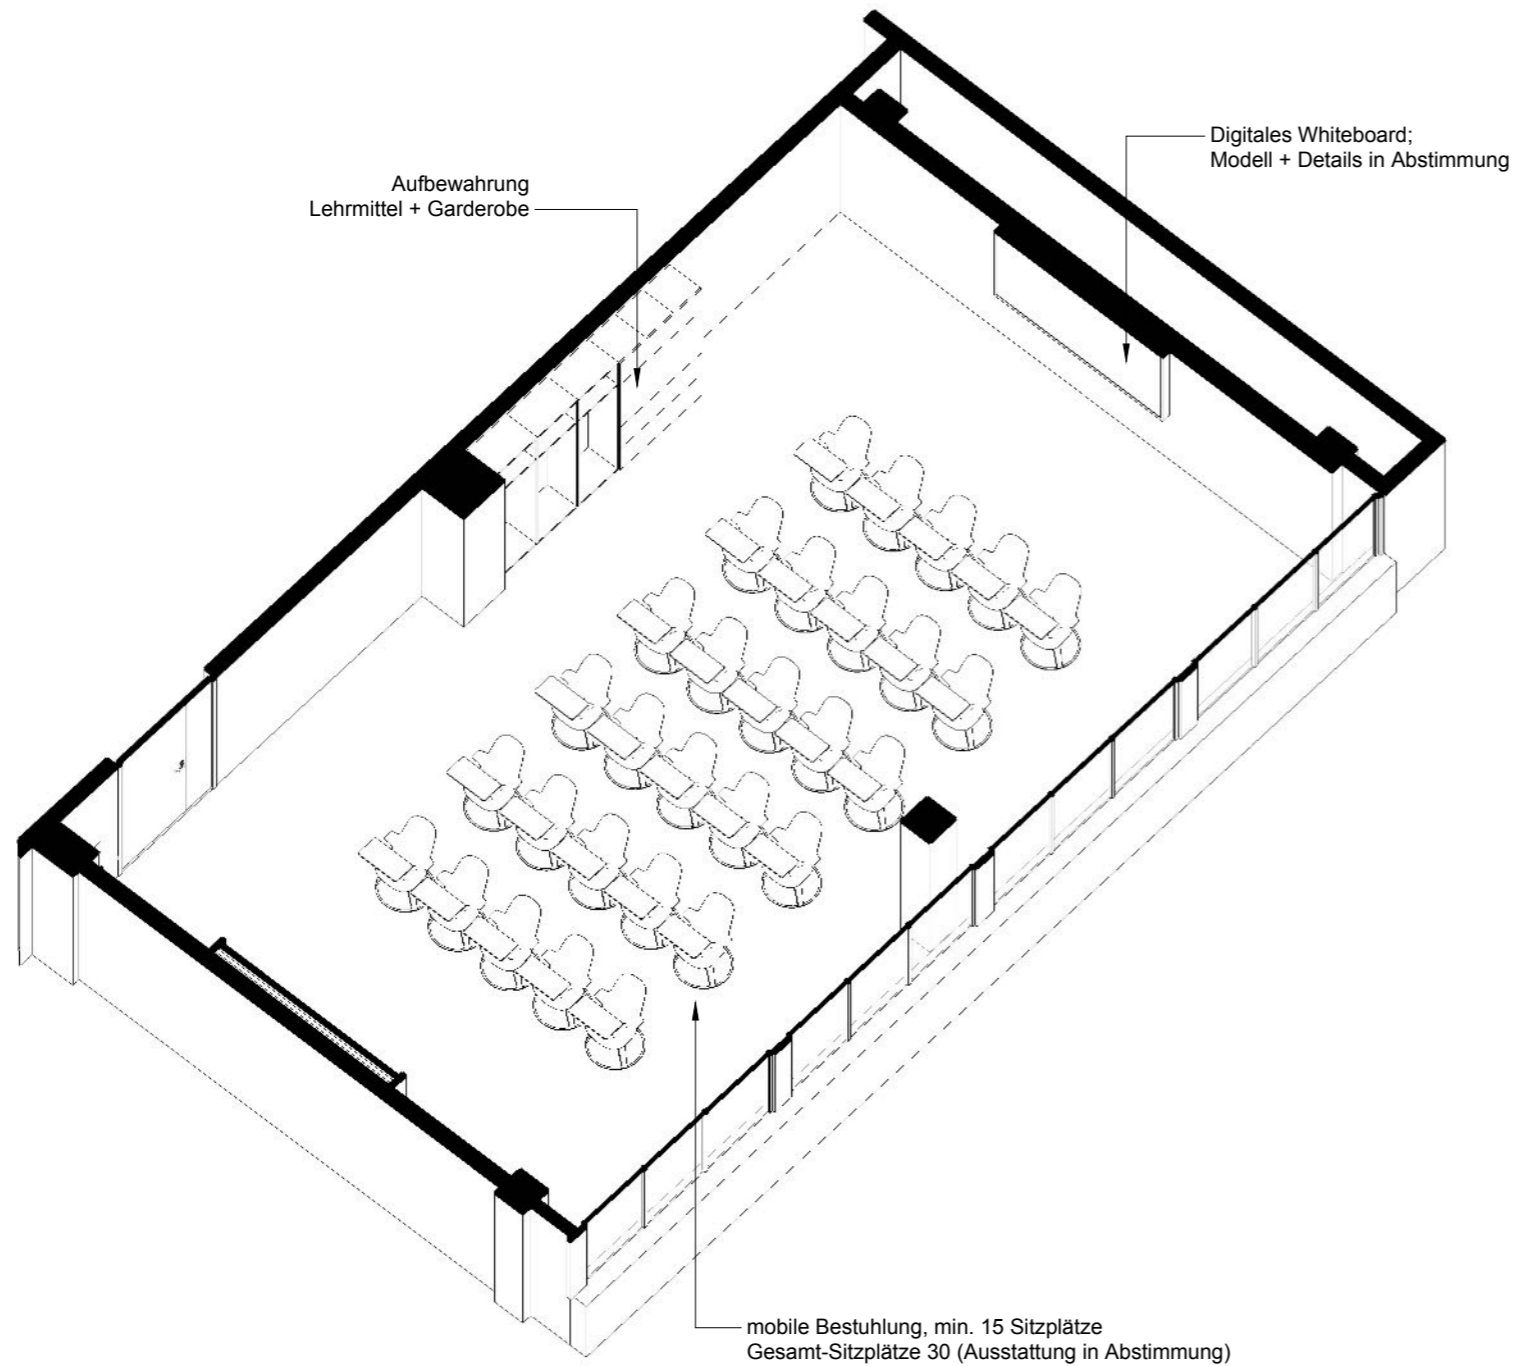 Digitales Whiteboard;
Modell + Details in Abstimmung
Aufbewahrung
Lehrmittel + Garderobe
mobile Bestuhlung, min. 15 Sitzplätze
Gesamt-Sitzplätze 30 (Ausstattung in Abstimmung)